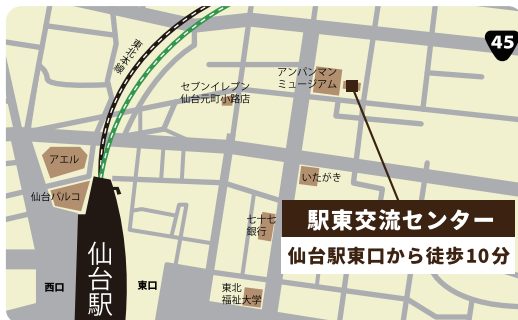 東北本線
45
アンパンマン
ミュージアム
セブンイレブン
仙台元町小路店
アエル
仙台パルコ
いたがき
七十七
銀行
駅東交流センター
仙台駅東口から徒歩10分
仙台駅
西口
東口
東北
福祉大学